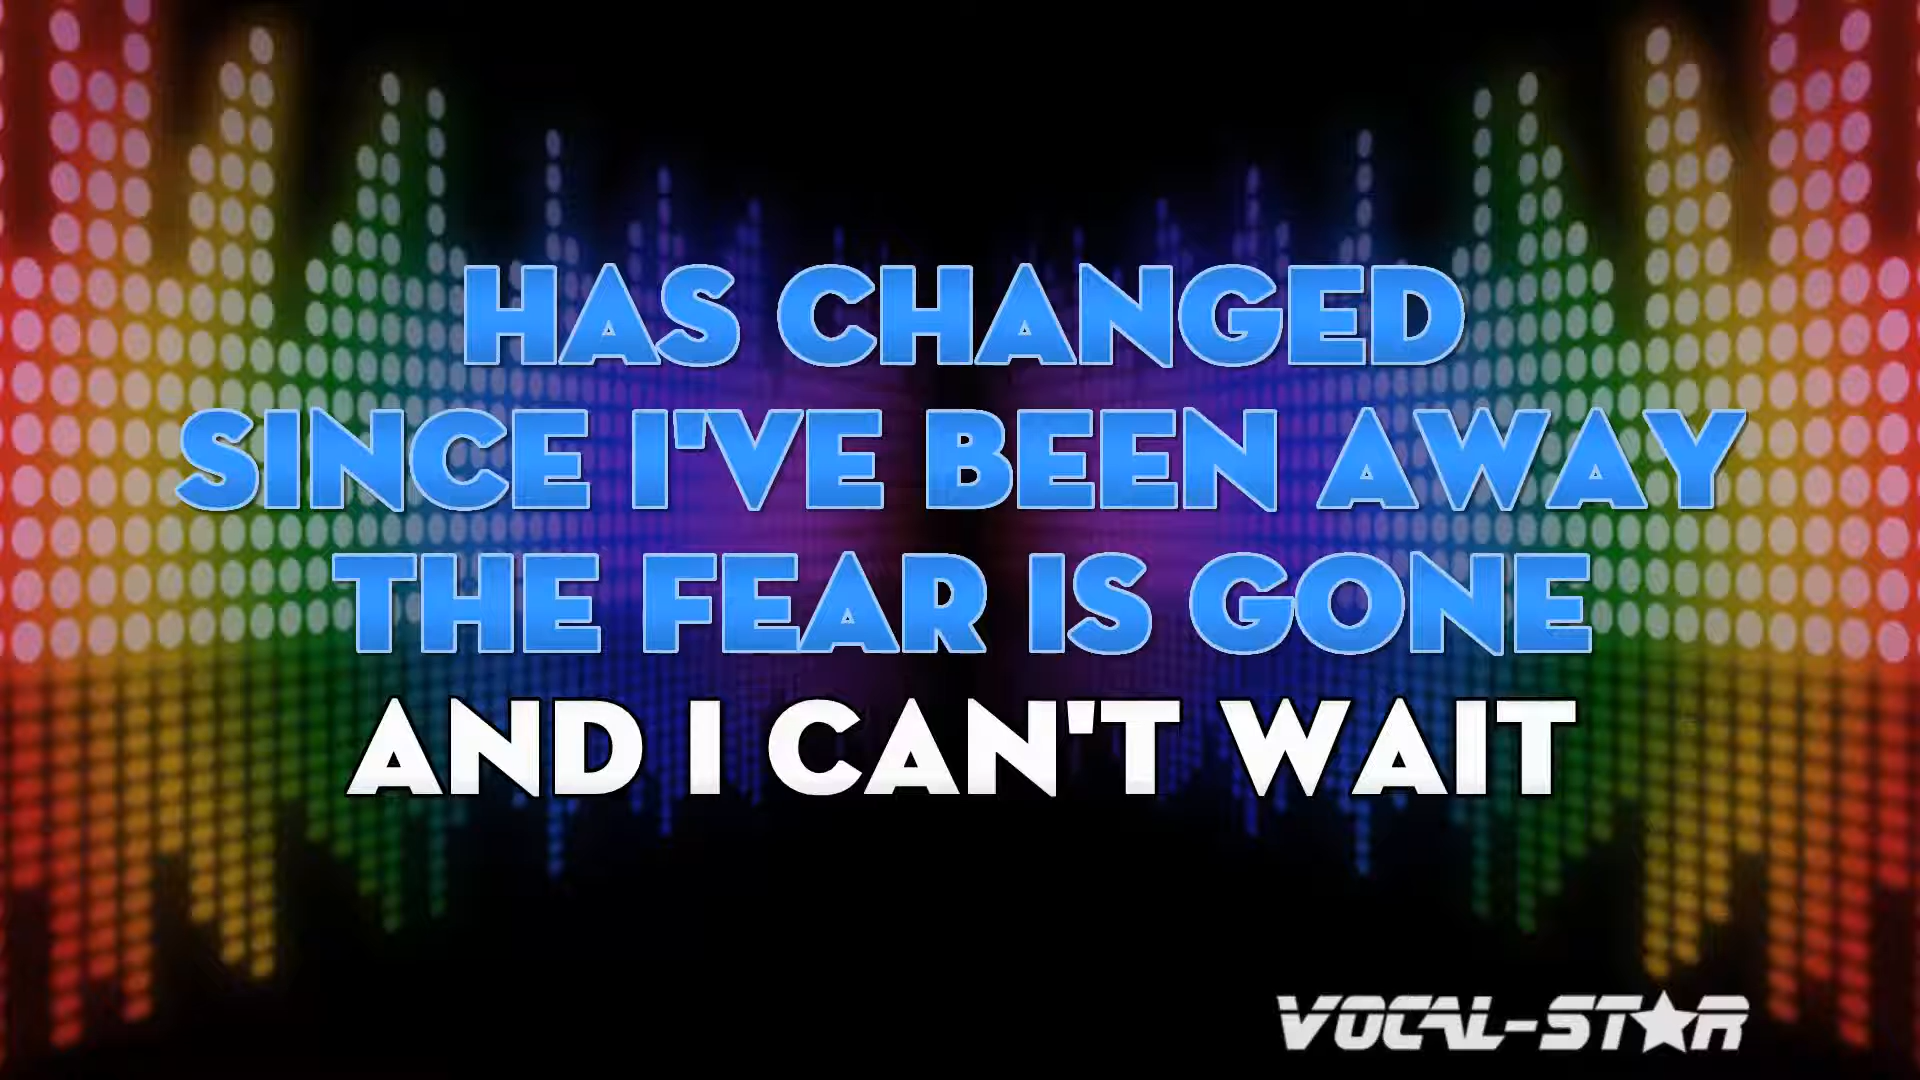 HAS CHANGED
SINCE I'VE BEEN AWAY
THE FEAR IS GONE
AND I CAN'T WAIT
VOCAL-STAR